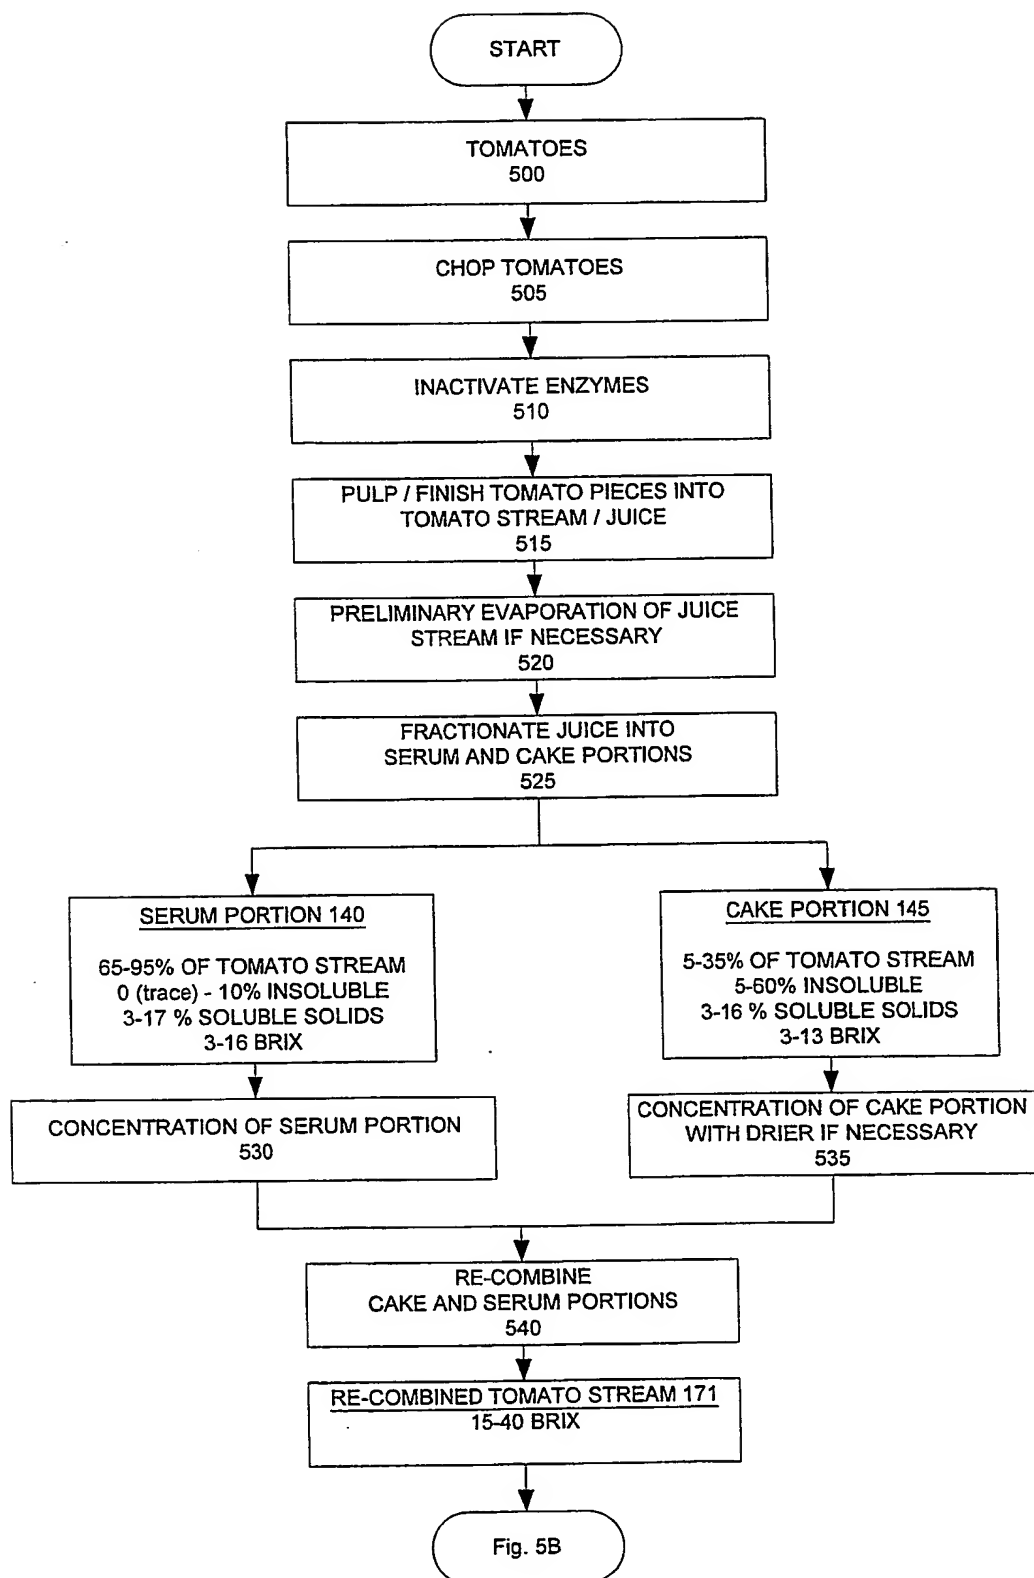 START
TOMATOES
500
CHOP TOMATOES
505
INACTIVATE ENZYMES
510
PULP / FINISH TOMATO PIECES INTO
TOMATO STREAM / JUICE
515
PRELIMINARY EVAPORATION OF JUICE
STREAM IF NECESSARY
520
FRACTIONATE JUICE INTO
SERUM AND CAKE PORTIONS
525
SERUM PORTION 140
65-95% OF TOMATO STREAM
0 (trace) - 10% INSOLUBLE
3-17 % SOLUBLE SOLIDS
3-16 BRIX
CAKE PORTION 145
5-35% OF TOMATO STREAM
5-60% INSOLUBLE
3-16 % SOLUBLE SOLIDS
3-13 BRIX
CONCENTRATION OF SERUM PORTION
530
CONCENTRATION OF CAKE PORTION
WITH DRIER IF NECESSARY
535
RE-COMBINE
CAKE AND SERUM PORTIONS
540
RE-COMBINED TOMATO STREAM 171
15-40 BRIX
Fig. 5B